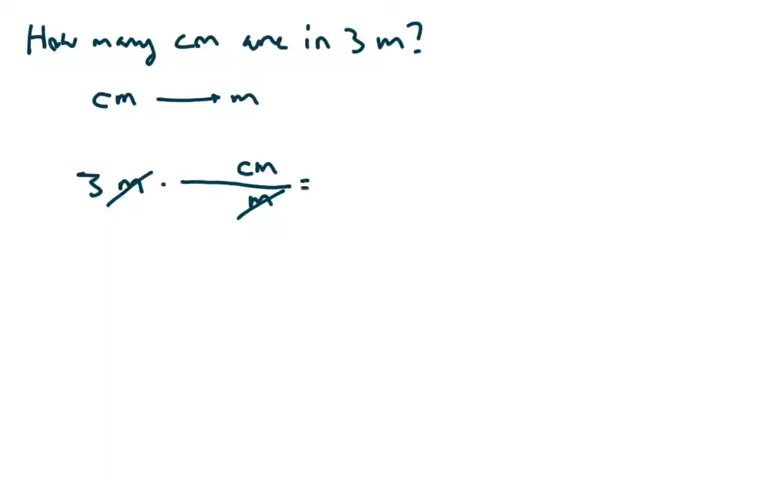 How many cm are in 3 m?
cm → m
3 m · cm/m =